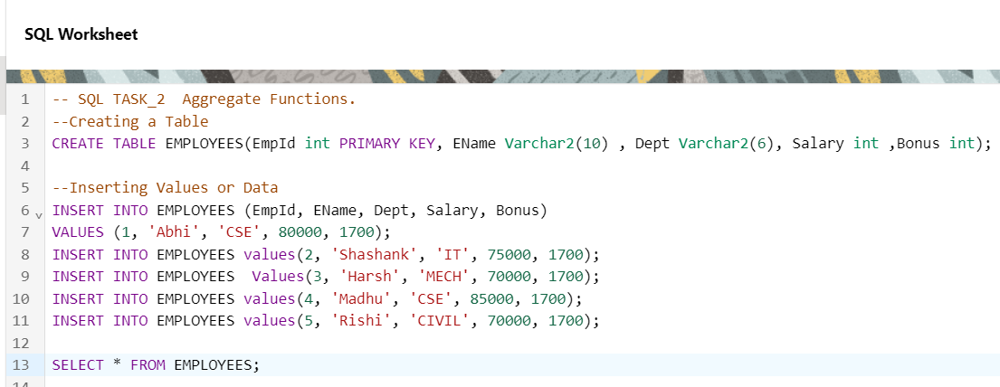 SQL Worksheet
1 -- SQL TASK_2  Aggregate Functions.
2 --Creating a Table
3 CREATE TABLE EMPLOYEES(EmpId int PRIMARY KEY, EName Varchar2(10) , Dept Varchar2(6), Salary int ,Bonus int);
4
5 --Inserting Values or Data
6 INSERT INTO EMPLOYEES (EmpId, EName, Dept, Salary, Bonus)
7 VALUES (1, 'Abhi', 'CSE', 80000, 1700);
8 INSERT INTO EMPLOYEES values(2, 'Shashank', 'IT', 75000, 1700);
9 INSERT INTO EMPLOYEES  Values(3, 'Harsh', 'MECH', 70000, 1700);
10 INSERT INTO EMPLOYEES values(4, 'Madhu', 'CSE', 85000, 1700);
11 INSERT INTO EMPLOYEES values(5, 'Rishi', 'CIVIL', 70000, 1700);
12
13 SELECT * FROM EMPLOYEES;
14